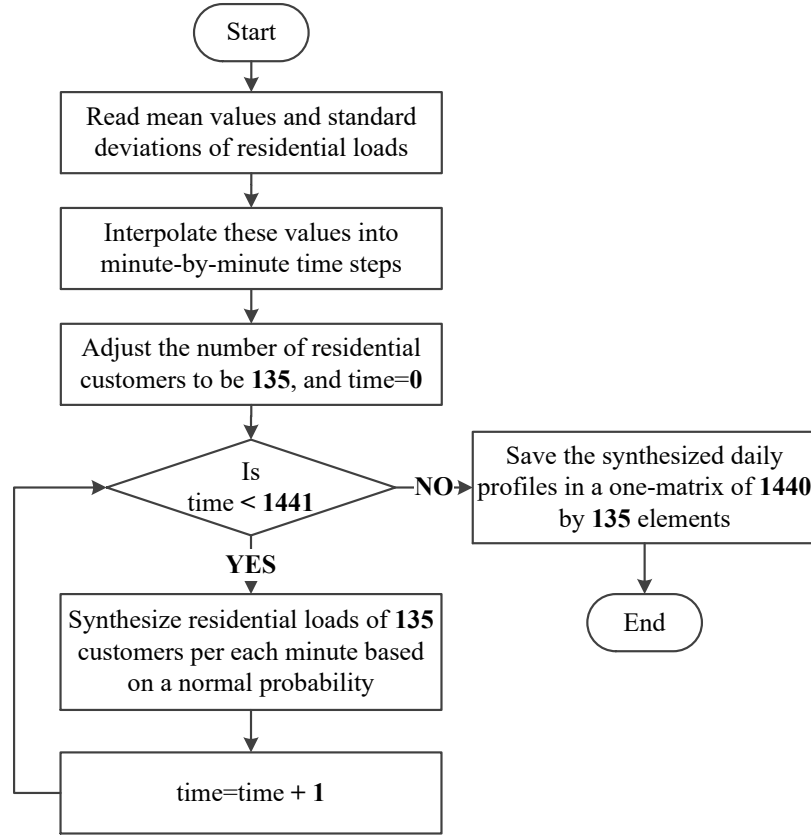 Start
Read mean values and standard
deviations of residential loads
Interpolate these values into
minute-by-minute time steps
Adjust the number of residential
customers to be 135, and time=0
Is
time < 1441
NO
Save the synthesized daily
profiles in a one-matrix of 1440
by 135 elements
End
YES
Synthesize residential loads of 135
customers per each minute based
on a normal probability
time=time + 1